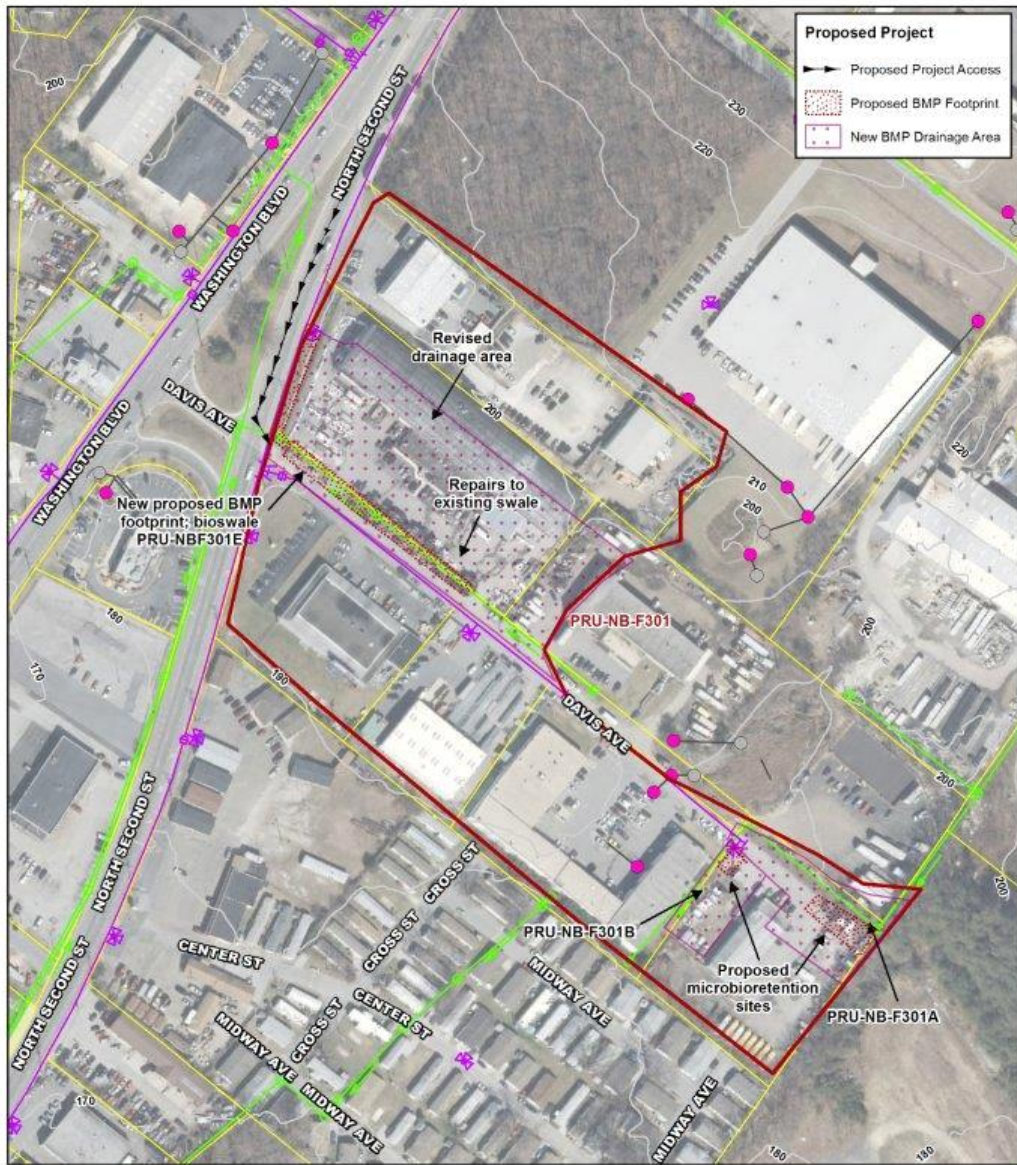 Proposed Project
Proposed Project Access
Proposed BMP Footprint
New BMP Drainage Area
200
230
220
NORTH SECOND ST
WASHINGTON BLVD
Revised
drainage area
200
DAVIS AVE
220
WASHINGTON BLVD
210
200
Repairs to
existing swale
New proposed BMP
footprint; bioswale
PRU-NBF301E
180
PRU-NB-F301
200
170
190
DAVIS AVE
200
NORTH SECOND ST
CROSS ST
200
PRU-NB-F301B
CENTER ST
CROSS ST
MIDWAY AVE
Proposed
microbioretention
sites
PRU-NB-F301A
NORTH SECOND ST
CENTER ST
CROSS ST
MIDWAY AVE
MIDWAY AVE
MIDWAY AVE
170
180
180